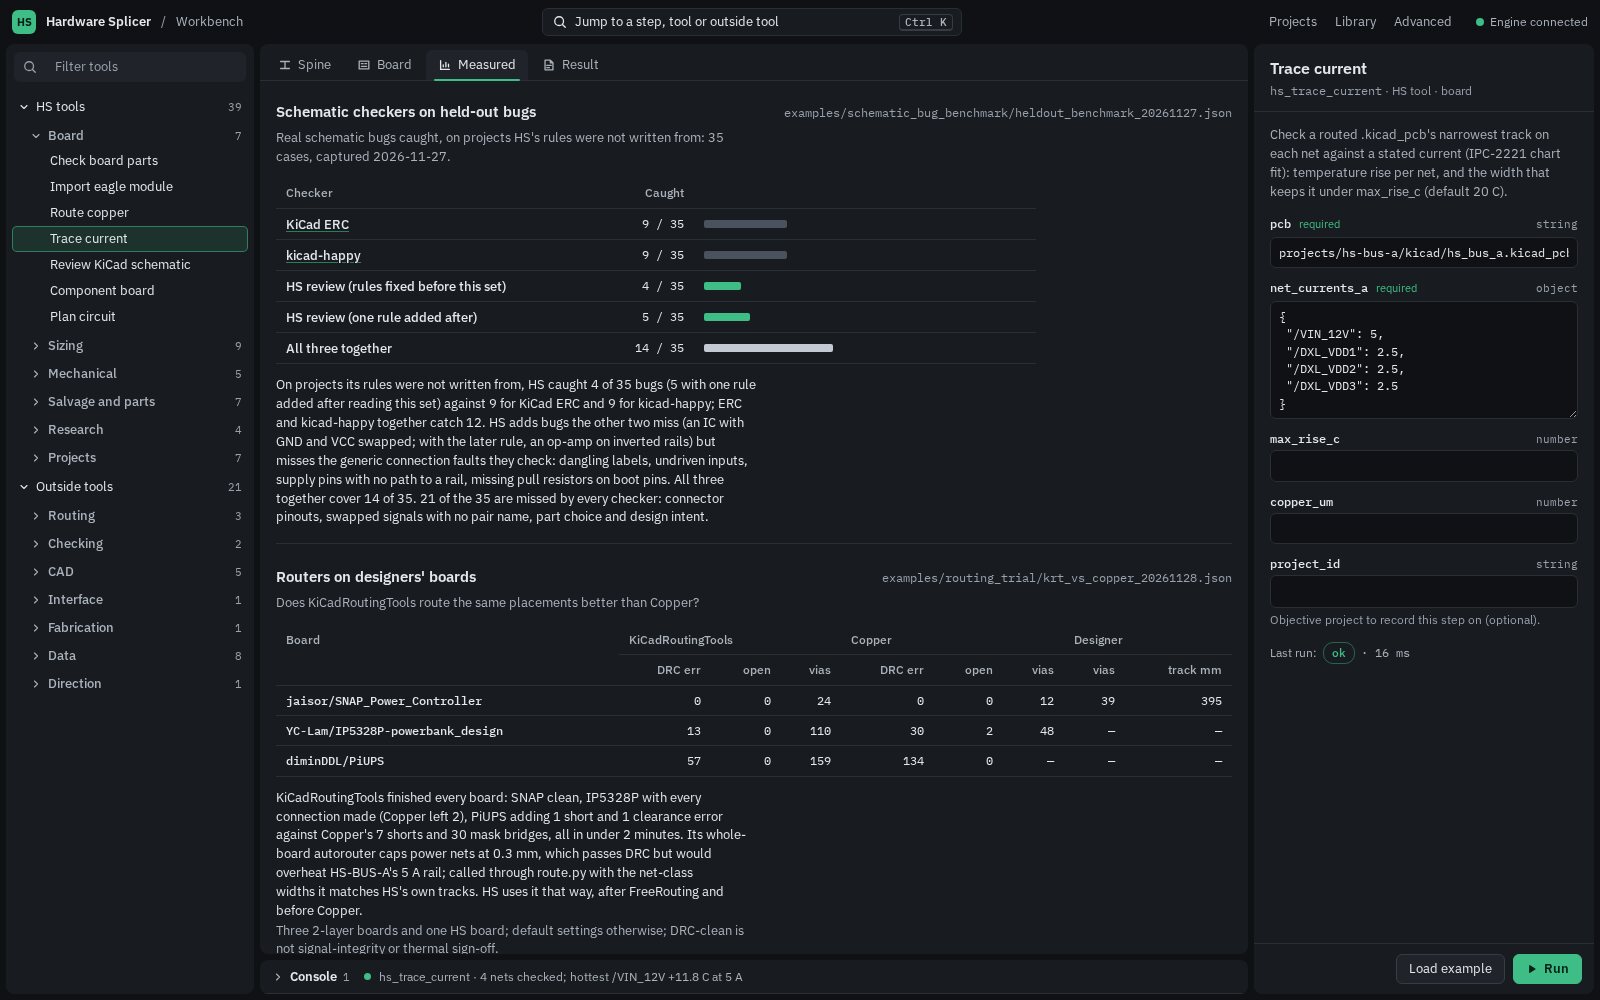 HS Hardware Splicer / Workbench
Jump to a step, tool or outside tool Ctrl K
Projects Library Advanced Engine connected
Filter tools
HS tools 39
Board 7
Check board parts
Import eagle module
Route copper
Trace current
Review KiCad schematic
Component board
Plan circuit
Sizing 9
Mechanical 5
Salvage and parts 7
Research 4
Projects 7
Outside tools 21
Routing 3
Checking 2
CAD 5
Interface 1
Fabrication 1
Data 8
Direction 1
Spine Board Measured Result
Schematic checkers on held-out bugs examples/schematic_bug_benchmark/heldout_benchmark_20261127.json
Real schematic bugs caught, on projects HS's rules were not written from: 35
cases, captured 2026-11-27.
Checker Caught
KiCad ERC 9 / 35
kicad-happy 9 / 35
HS review (rules fixed before this set) 4 / 35
HS review (one rule added after) 5 / 35
All three together 14 / 35
On projects its rules were not written from, HS caught 4 of 35 bugs (5 with one rule
added after reading this set) against 9 for KiCad ERC and 9 for kicad-happy; ERC
and kicad-happy together catch 12. HS adds bugs the other two miss (an IC with
GND and VCC swapped; with the later rule, an op-amp on inverted rails) but
misses the generic connection faults they check: dangling labels, undriven inputs,
supply pins with no path to a rail, missing pull resistors on boot pins. All three
together cover 14 of 35. 21 of the 35 are missed by every checker: connector
pinouts, swapped signals with no pair name, part choice and design intent.
Routers on designers' boards examples/routing_trial/krt_vs_copper_20261128.json
Does KiCadRoutingTools route the same placements better than Copper?
Board KiCadRoutingTools Copper Designer
DRC err open vias DRC err open vias vias track mm
jaisor/SNAP_Power_Controller 0 0 24 0 0 12 39 395
YC-Lam/IP5328P-powerbank_design 13 0 110 30 2 48 — —
diminDDL/PiUPS 57 0 159 134 0 — — —
KiCadRoutingTools finished every board: SNAP clean, IP5328P with every
connection made (Copper left 2), PiUPS adding 1 short and 1 clearance error
against Copper's 7 shorts and 30 mask bridges, all in under 2 minutes. Its whole-
board autorouter caps power nets at 0.3 mm, which passes DRC but would
overheat HS-BUS-A's 5 A rail; called through route.py with the net-class
widths it matches HS's own tracks. HS uses it that way, after FreeRouting and
before Copper.
Three 2-layer boards and one HS board; default settings otherwise; DRC-clean is
not signal-integrity or thermal sign-off.
Console 1 hs_trace_current · 4 nets checked; hottest /VIN_12V +11.8 C at 5 A
Trace current
hs_trace_current · HS tool · board
Check a routed .kicad_pcb's narrowest track on
each net against a stated current (IPC-2221 chart
fit): temperature rise per net, and the width that
keeps it under max_rise_c (default 20 C).
pcb required string
projects/hs-bus-a/kicad/hs_bus_a.kicad_pcl
net_currents_a required object
{
"/VIN_12V": 5,
"/DXL_VDD1": 2.5,
"/DXL_VDD2": 2.5,
"/DXL_VDD3": 2.5
}
max_rise_c number
copper_um number
project_id string
Objective project to record this step on (optional).
Last run: ok · 16 ms
Load example Run